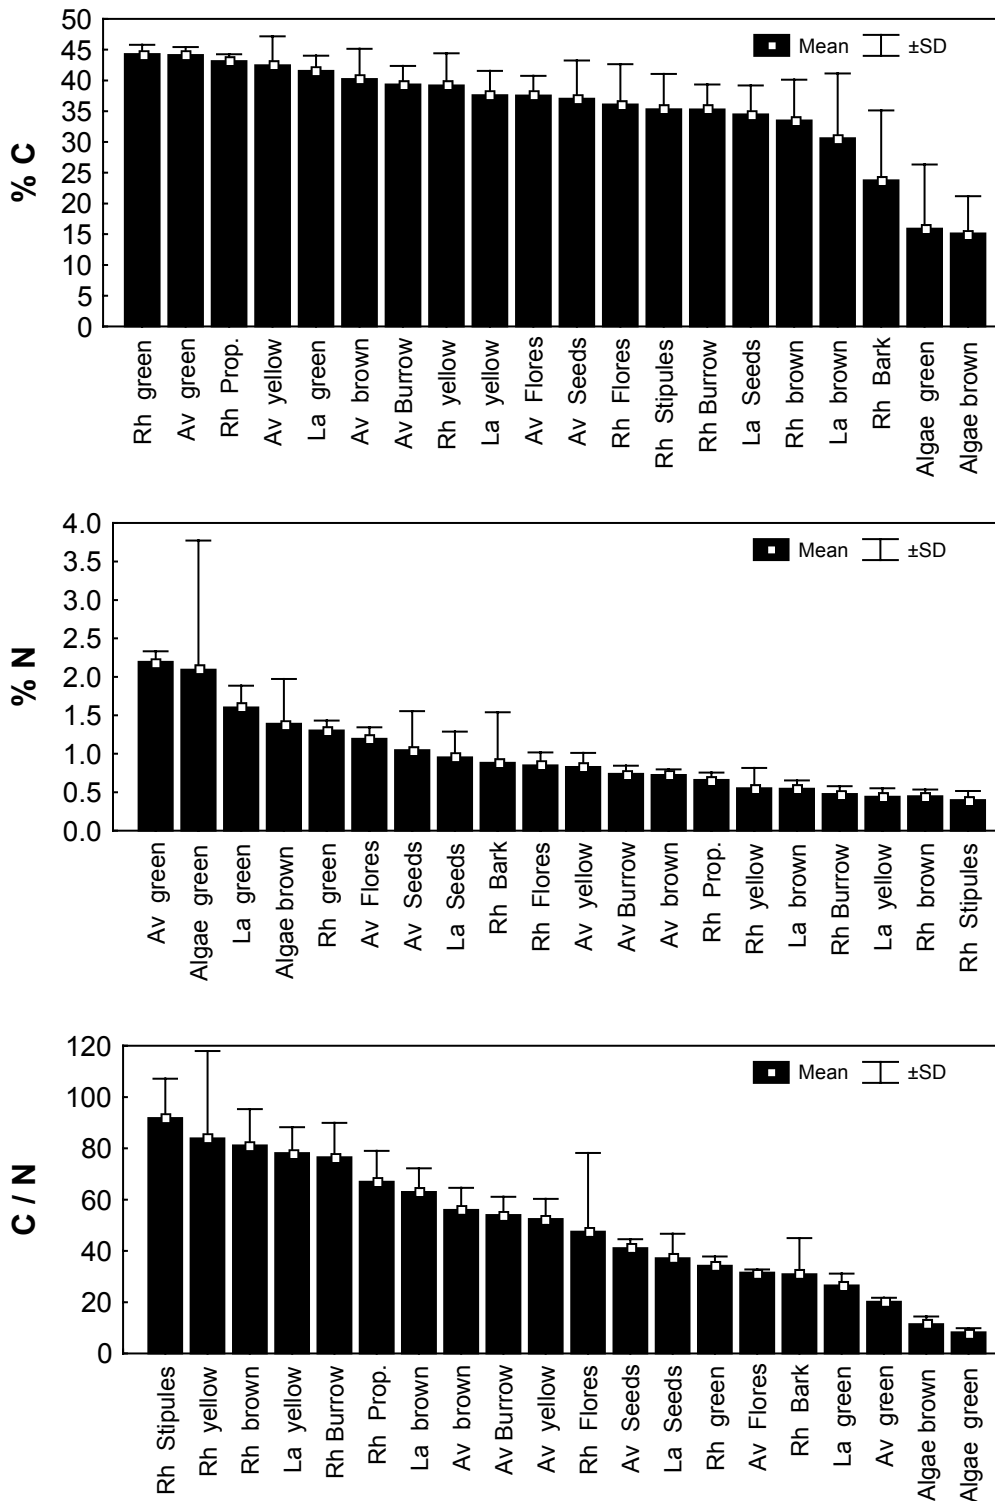 50
45
40
35
30
25
20
15
10
5
0
% C
Mean ±SD
Rh green
Av green
Rh Prop.
Av yellow
La green
Av brown
Av Burrow
Rh yellow
La yellow
Av Flores
Av Seeds
Rh Flores
Rh Stipules
Rh Burrow
La Seeds
Rh brown
La brown
Rh Bark
Algae green
Algae brown
4.0
3.5
3.0
2.5
2.0
1.5
1.0
0.5
0.0
% N
Mean ±SD
Av green
Algae green
La green
Algae brown
Rh green
Av Flores
Av Seeds
La Seeds
Rh Bark
Rh Flores
Av yellow
Av Burrow
Av brown
Rh Prop.
Rh yellow
La brown
Rh Burrow
La yellow
Rh brown
Rh Stipules
120
100
80
60
40
20
0
C / N
Mean ±SD
Rh Stipules
Rh yellow
Rh brown
La yellow
Rh Burrow
Rh Prop.
La brown
Av brown
Av Burrow
Av yellow
Rh Flores
Av Seeds
La Seeds
Rh green
Av Flores
Rh Bark
La green
Av green
Algae brown
Algae green